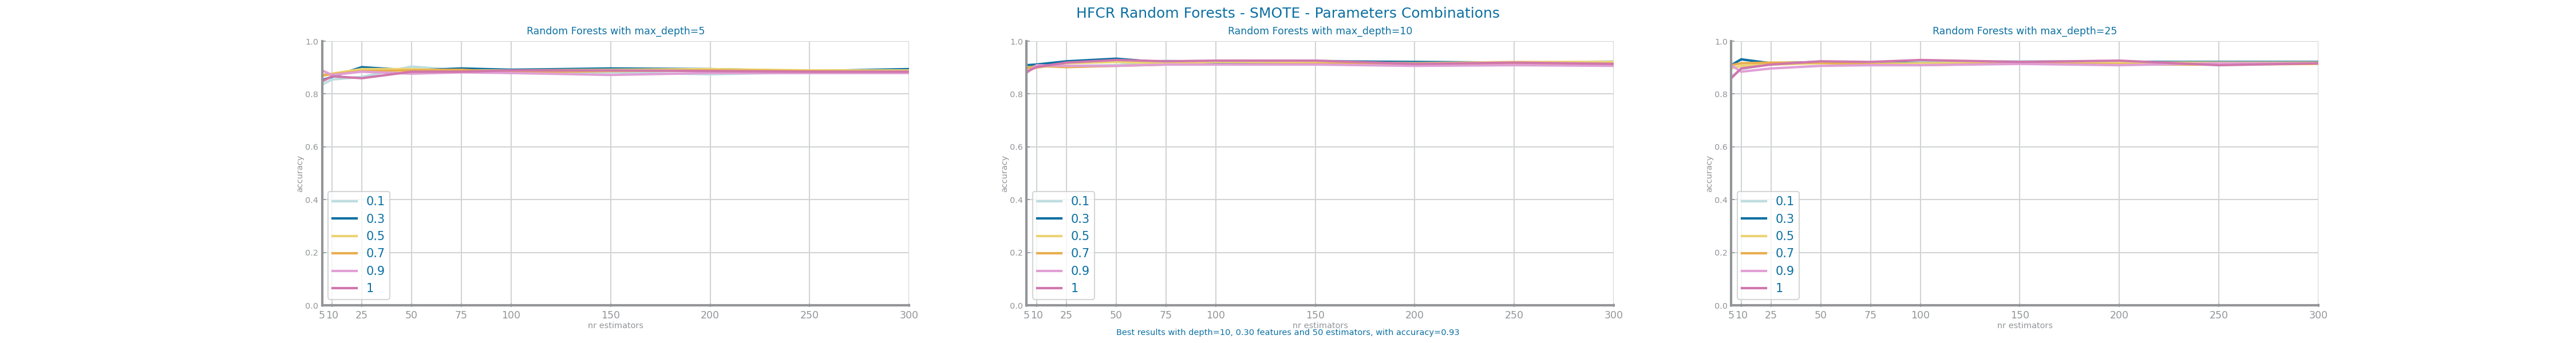 HFCR Random Forests - SMOTE - Parameters Combinations
Random Forests with max_depth=5
1.0
0.8
0.6
0.4
0.2
0.0
accuracy
0.1
0.3
0.5
0.7
0.9
1
5 10 25 50 75 100 150 200 250 300
nr estimators
Random Forests with max_depth=10
1.0
0.8
0.6
0.4
0.2
0.0
accuracy
0.1
0.3
0.5
0.7
0.9
1
5 10 25 50 75 100 150 200 250 300
nr estimators
Random Forests with max_depth=25
1.0
0.8
0.6
0.4
0.2
0.0
accuracy
0.1
0.3
0.5
0.7
0.9
1
5 10 25 50 75 100 150 200 250 300
nr estimators
Best results with depth=10, 0.30 features and 50 estimators, with accuracy=0.93